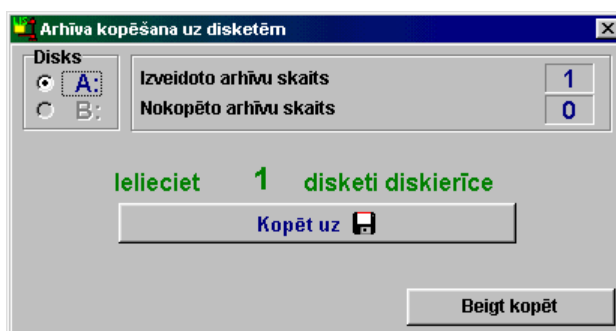 Arhīva kopēšana uz disketēm
Disks
A:
B:
Izveidoto arhīvu skaits 1
Nokopēto arhīvu skaits 0
Ielieciet 1 disketi diskierīce
Kopēt uz
Beigt kopēt